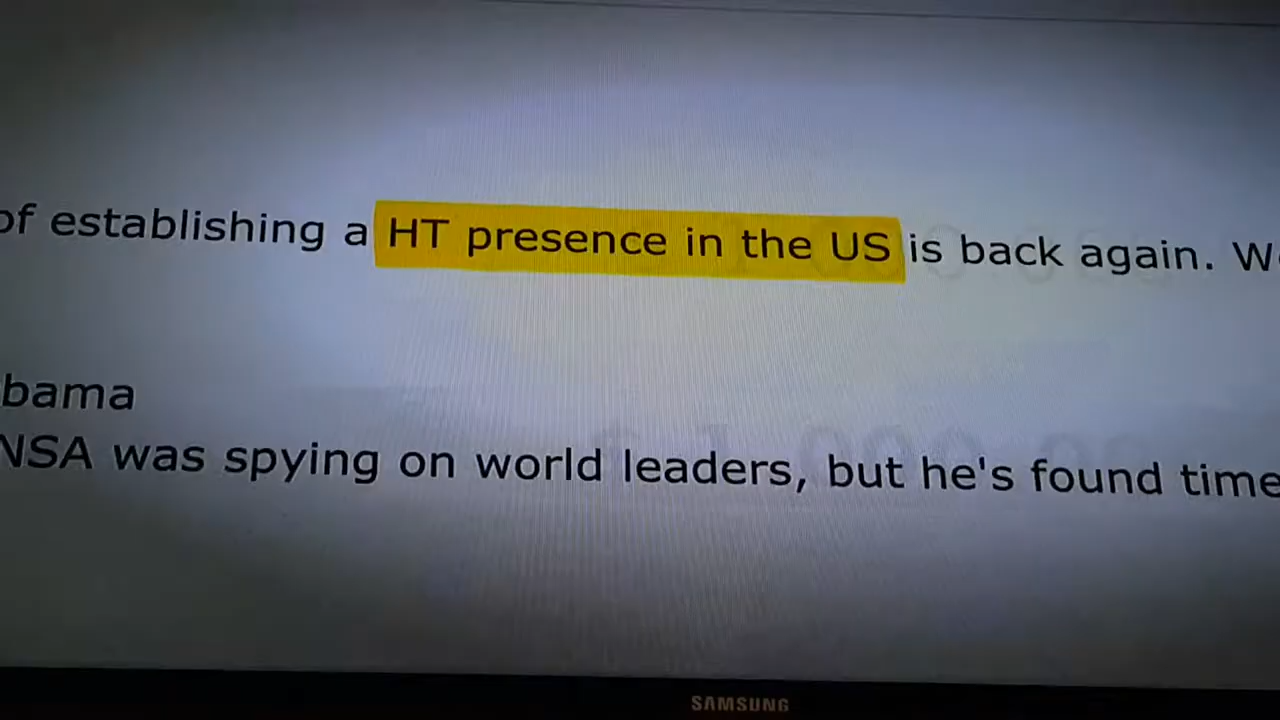 of establishing a HT presence in the US is back again.
bama
NSA was spying on world leaders, but he's found time
SAMSUNG